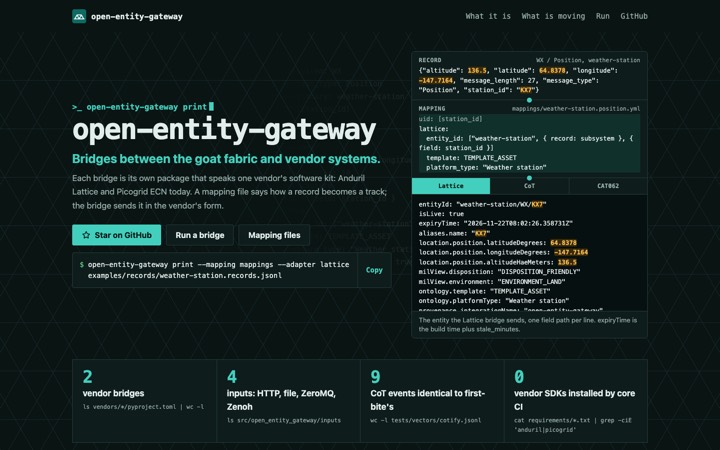 open-entity-gateway
What it is
What is moving
Run
GitHub
>_ open-entity-gateway print
open-entity-gateway
Bridges between the goat fabric and vendor systems.
Each bridge is its own package that speaks one vendor's software kit: Anduril
Lattice and Picogrid ECN today. A mapping file says how a record becomes a track;
the bridge sends it in the vendor's form.
Star on GitHub
Run a bridge
Mapping files
$ open-entity-gateway print --mapping mappings --adapter lattice
examples/records/weather-station.records.jsonl
Copy
RECORD
WX / Position, weather-station
{"altitude": 136.5, "latitude": 64.8378, "longitude":
-147.7164, "message_length": 27, "message_type":
"Position", "station_id": "KX7"}
MAPPING
mappings/weather-station.position.yml
uid: [station_id]
lattice:
entity_id: ["weather-station", { record: subsystem }, {
field: station_id }]
template: TEMPLATE_ASSET
platform_type: "Weather station"
Lattice
CoT
CAT062
entityId: "weather-station/WX/KX7"
isLive: true
expiryTime: "2026-11-22T08:02:26.358731Z"
aliases.name: "KX7"
location.position.latitudeDegrees: 64.8378
location.position.longitudeDegrees: -147.7164
location.position.altitudeHaeMeters: 136.5
milView.disposition: "DISPOSITION_FRIENDLY"
milView.environment: "ENVIRONMENT_LAND"
ontology.template: "TEMPLATE_ASSET"
ontology.platformType: "Weather station"
provenance.integrationName: "open-entity-gateway"
The entity the Lattice bridge sends, one field path per line. expiryTime is
the build time plus stale_minutes.
2
vendor bridges
ls vendors/*/pyproject.toml | wc -l
4
inputs: HTTP, file, ZeroMQ,
Zenoh
ls src/open_entity_gateway/inputs
9
CoT events identical to first-
bite's
wc -l tests/vectors/cotify.jsonl
0
vendor SDKs installed by core
CI
cat requirements/*.txt | grep -ciE
'anduril|picogrid'